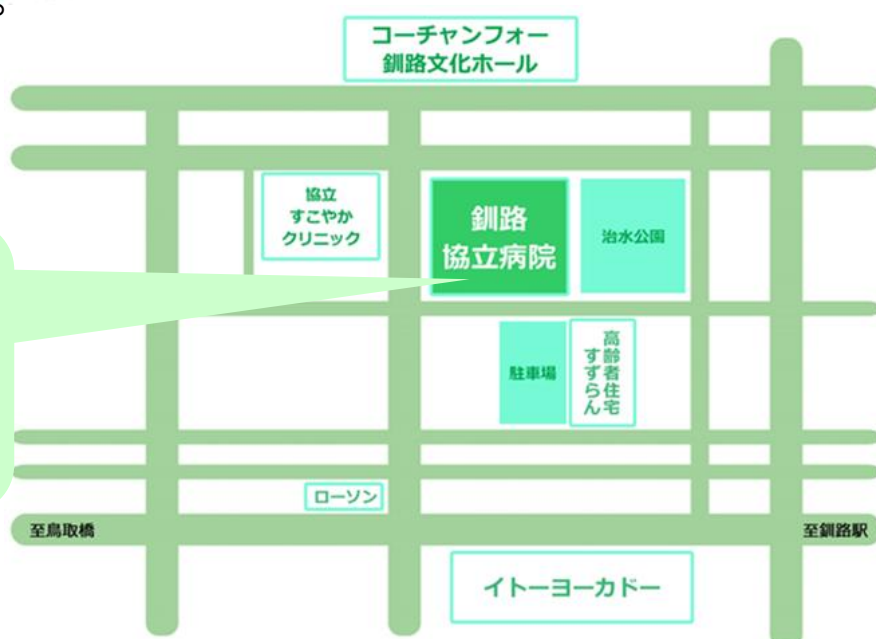 。
コーチャンフォー
釧路文化ホール
協立
すこやか
クリニック
釧路
協立病院
治水公園
駐車場
高齢者住宅
すずらん
ローソン
至鳥取橋
至釧路駅
イトーヨーカドー